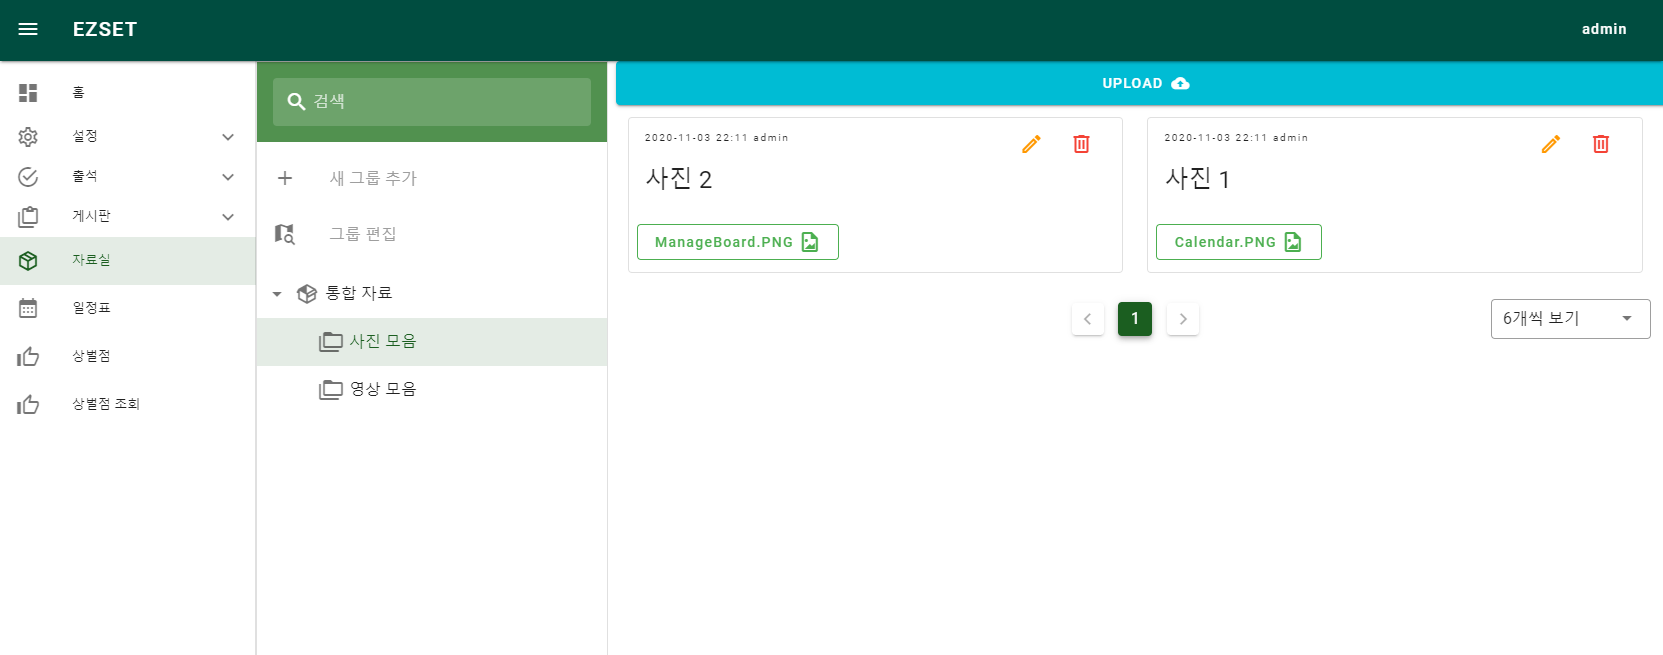 EZSET
admin
홈
설정
출석
게시판
자료실
일정표
상벌점
상벌점 조회
검색
새 그룹 추가
그룹 편집
통합 자료
사진 모음
영상 모음
UPLOAD
2020-11-03 22:11 admin
사진 2
ManageBoard.PNG
2020-11-03 22:11 admin
사진 1
Calendar.PNG
1
6개씩 보기